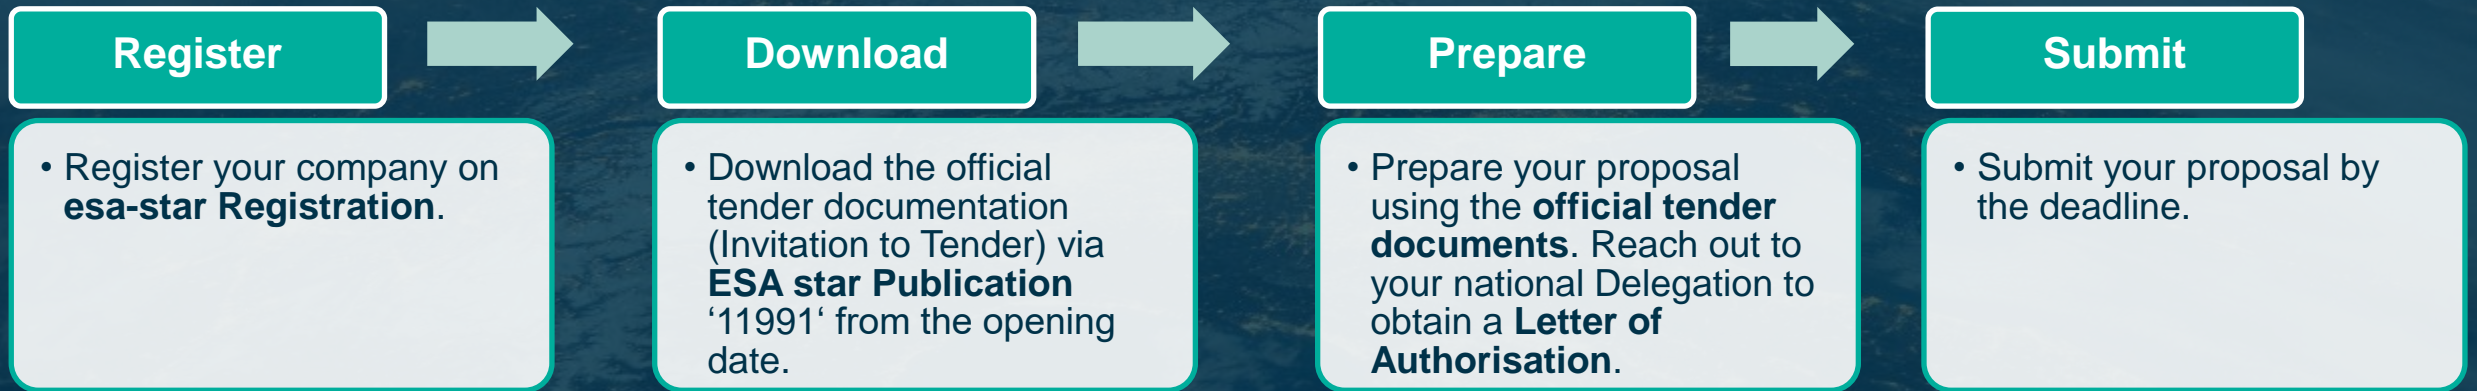 Register
• Register your company on
esa-star Registration.
Download
• Download the official
tender documentation
(Invitation to Tender) via
ESA star Publication
‘11991‘ from the opening
date.
Prepare
• Prepare your proposal
using the official tender
documents. Reach out to
your national Delegation to
obtain a Letter of
Authorisation.
Submit
• Submit your proposal by
the deadline.